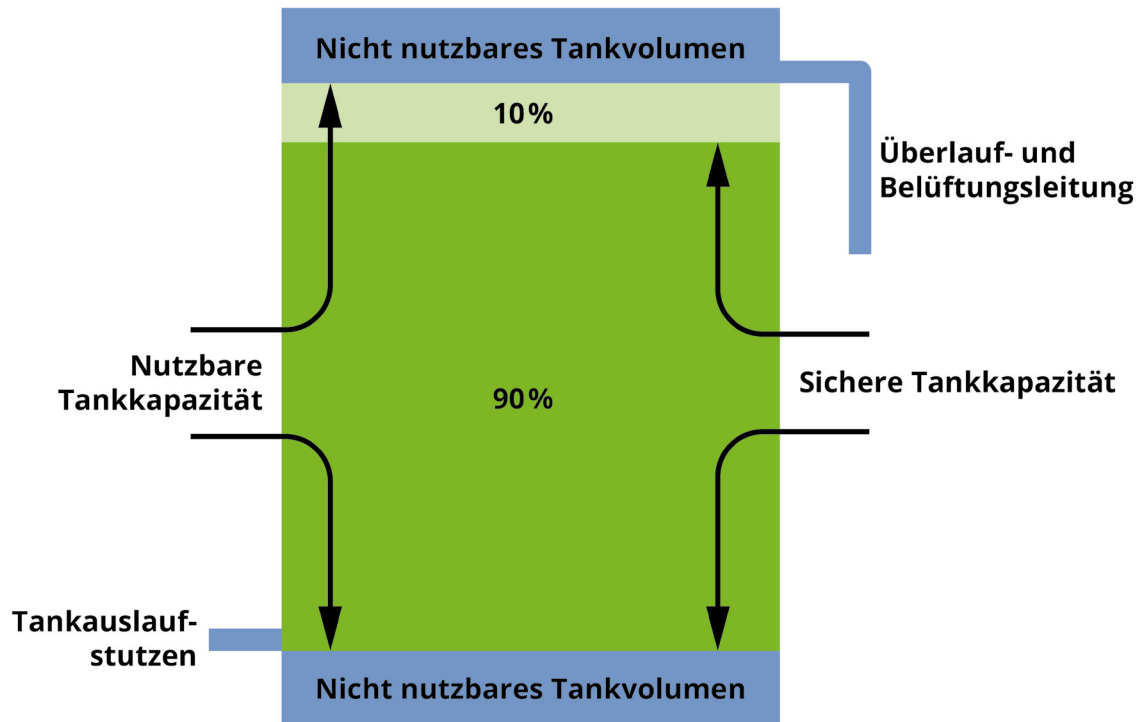 Nicht nutzbares Tankvolumen
10 %
Überlauf- und
Belüftungsleitung
Nutzbare
Tankkapazität
90 %
Sichere Tankkapazität
Tankauslauf-
stutzen
Nicht nutzbares Tankvolumen